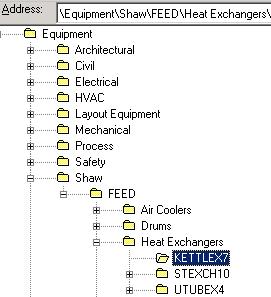 Address:
\Equipment\Shaw\FEED\Heat Exchangers\
Equipment
Architectural
Civil
Electrical
HVAC
Layout Equipment
Mechanical
Process
Safety
Shaw
FEED
Air Coolers
Drums
Heat Exchangers
KETTLEX7
STEXCH10
UTUBEX4